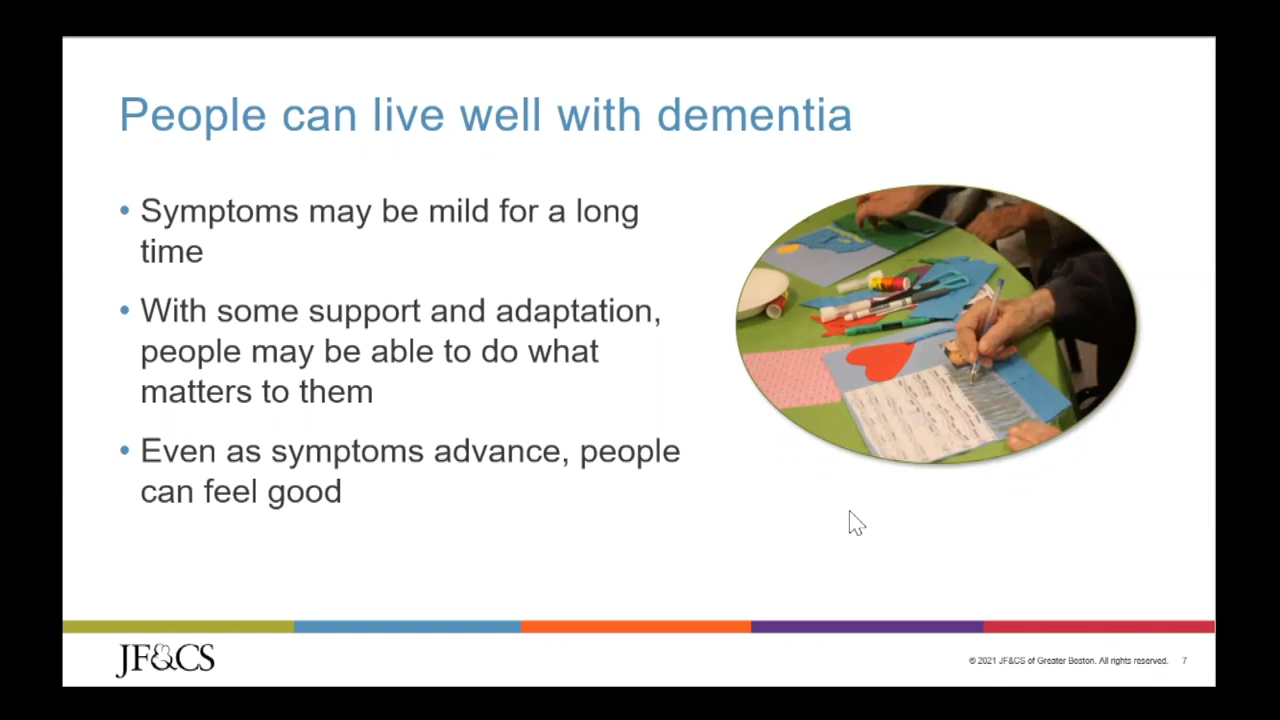 People can live well with dementia
• Symptoms may be mild for a long
time
• With some support and adaptation,
people may be able to do what
matters to them
• Even as symptoms advance, people
can feel good
JF&CS
© 2021 JF&CS of Greater Boston. All rights reserved. 7